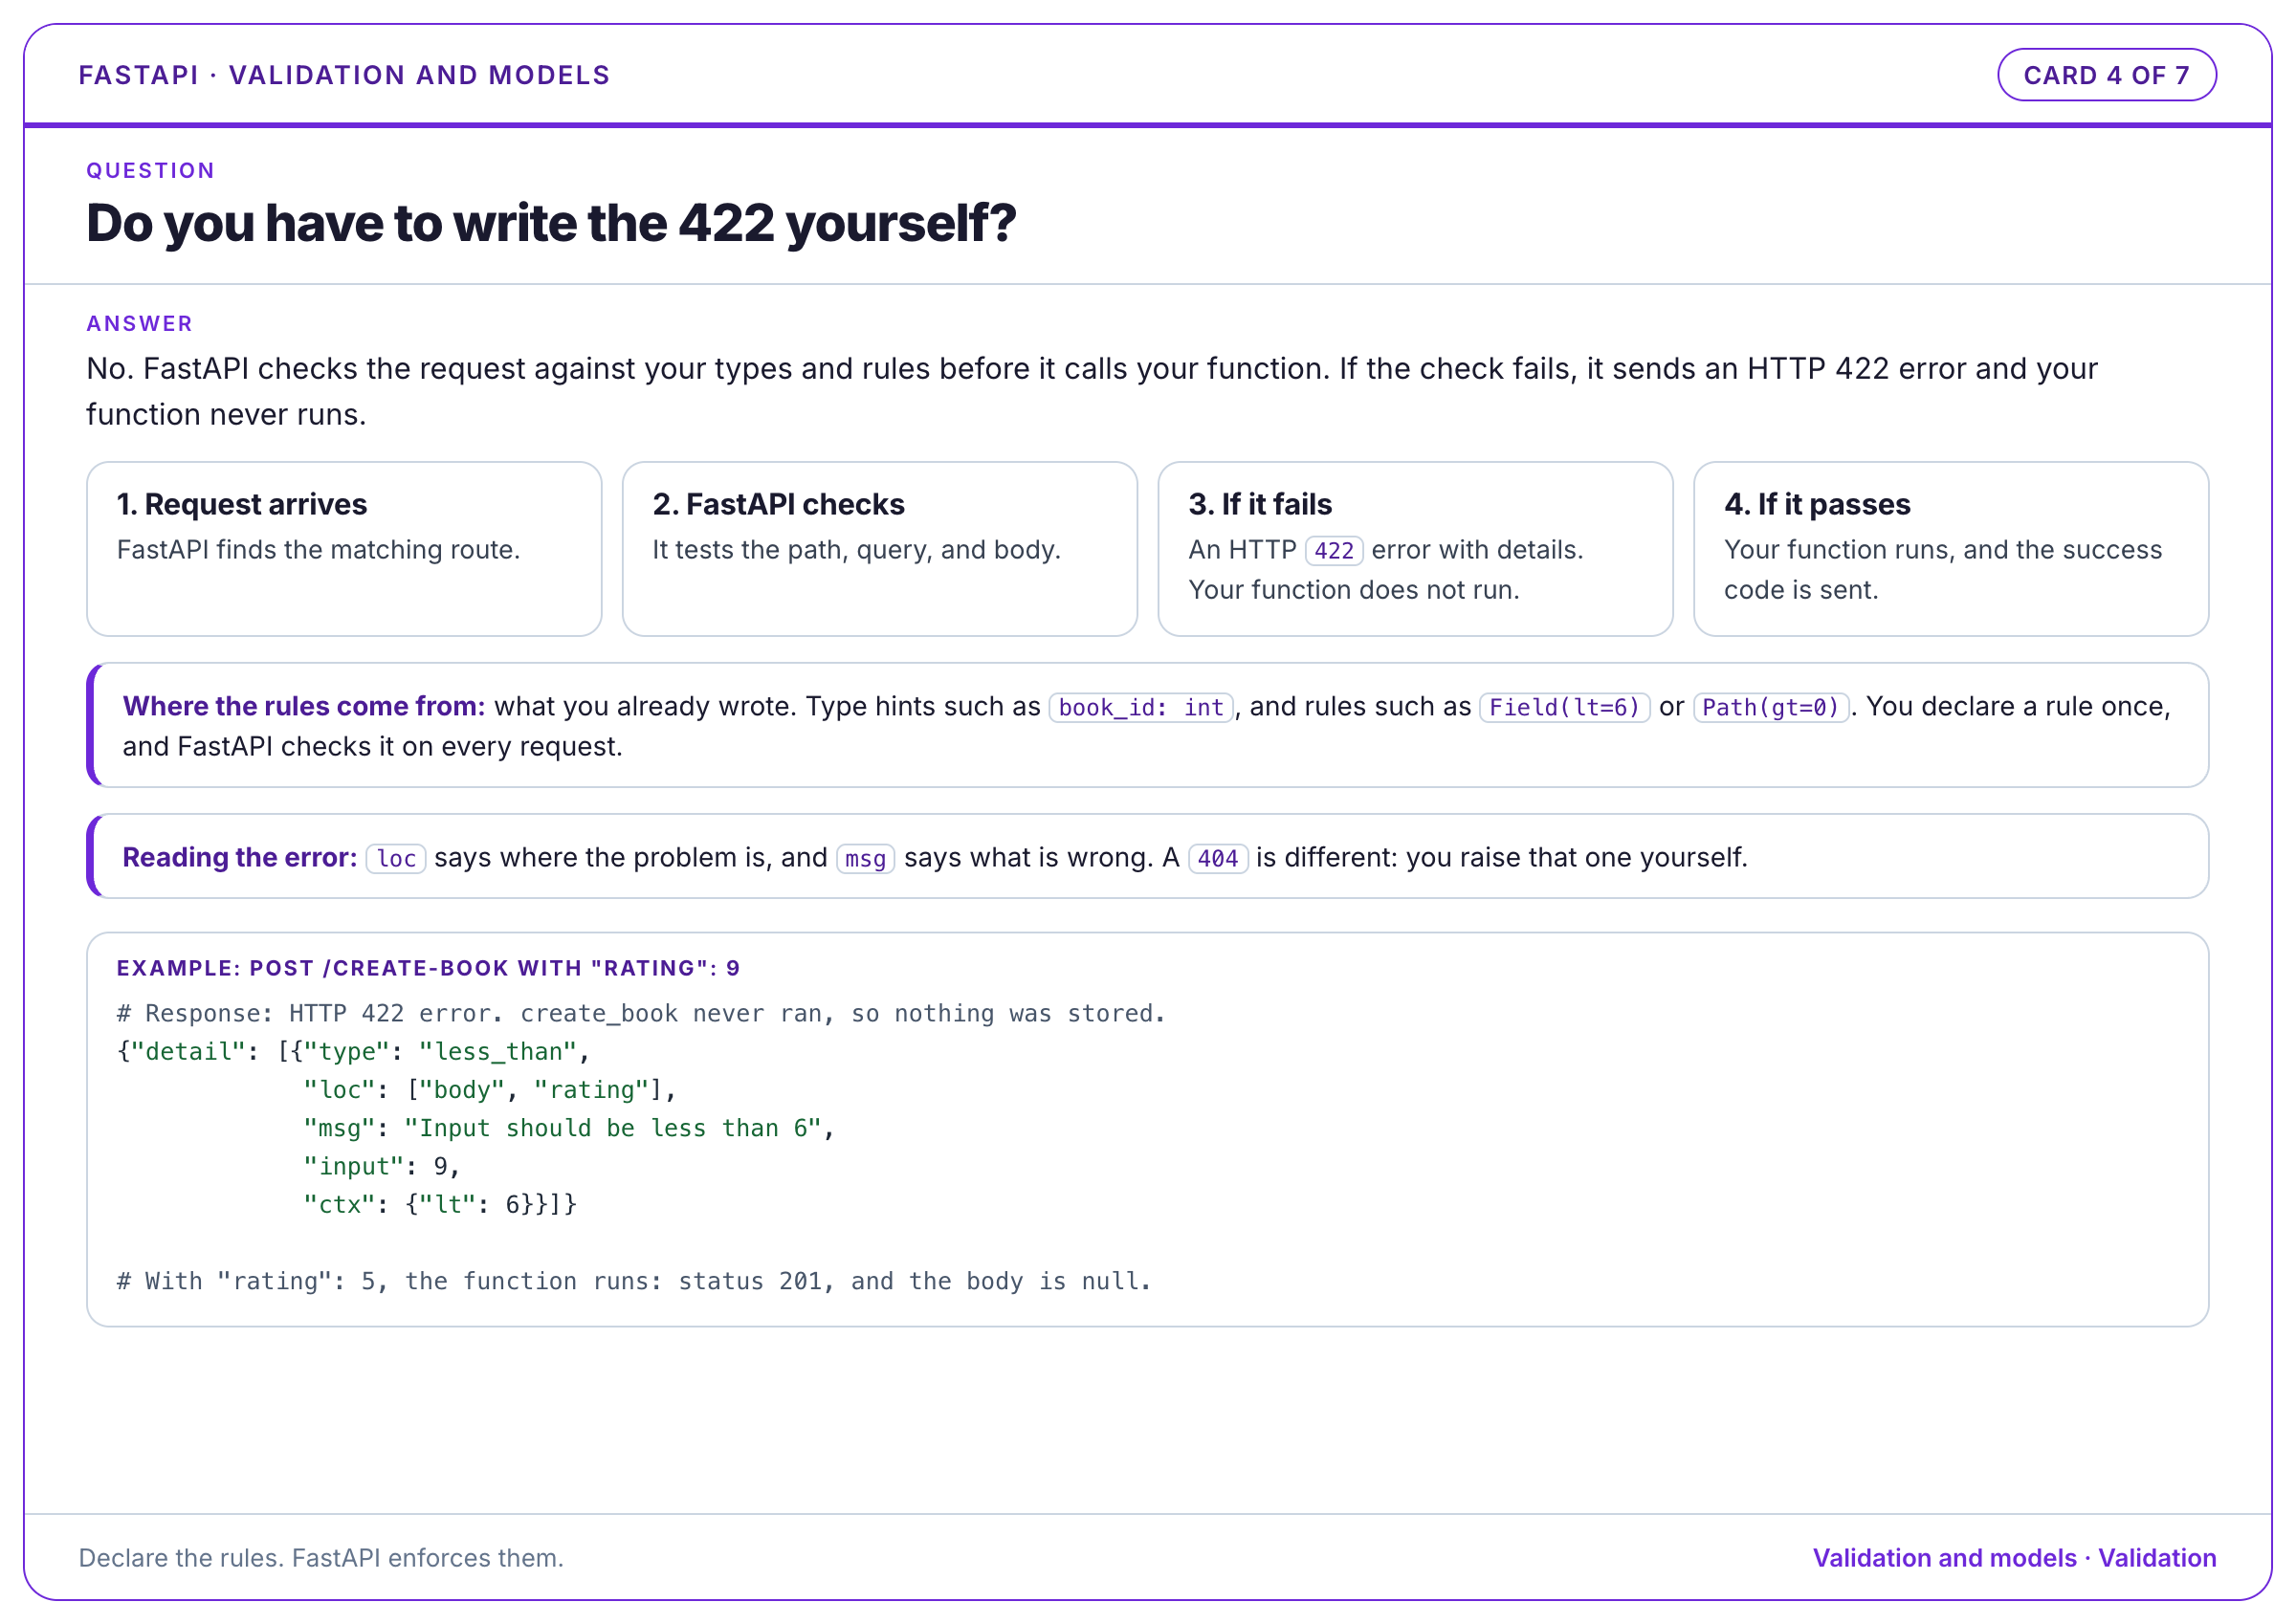 FASTAPI · VALIDATION AND MODELS
CARD 4 OF 7
QUESTION
Do you have to write the 422 yourself?
ANSWER
No. FastAPI checks the request against your types and rules before it calls your function. If the check fails, it sends an HTTP 422 error and your
function never runs.
1. Request arrives
FastAPI finds the matching route.
2. FastAPI checks
It tests the path, query, and body.
3. If it fails
An HTTP 422 error with details.
Your function does not run.
4. If it passes
Your function runs, and the success
code is sent.
Where the rules come from: what you already wrote. Type hints such as book_id: int, and rules such as Field(lt=6) or Path(gt=0). You declare a rule once,
and FastAPI checks it on every request.
Reading the error: loc says where the problem is, and msg says what is wrong. A 404 is different: you raise that one yourself.
EXAMPLE: POST /CREATE-BOOK WITH "RATING": 9
# Response: HTTP 422 error. create_book never ran, so nothing was stored.
{"detail": [{"type": "less_than",
"loc": ["body", "rating"],
"msg": "Input should be less than 6",
"input": 9,
"ctx": {"lt": 6}}]}
# With "rating": 5, the function runs: status 201, and the body is null.
Declare the rules. FastAPI enforces them.
Validation and models · Validation